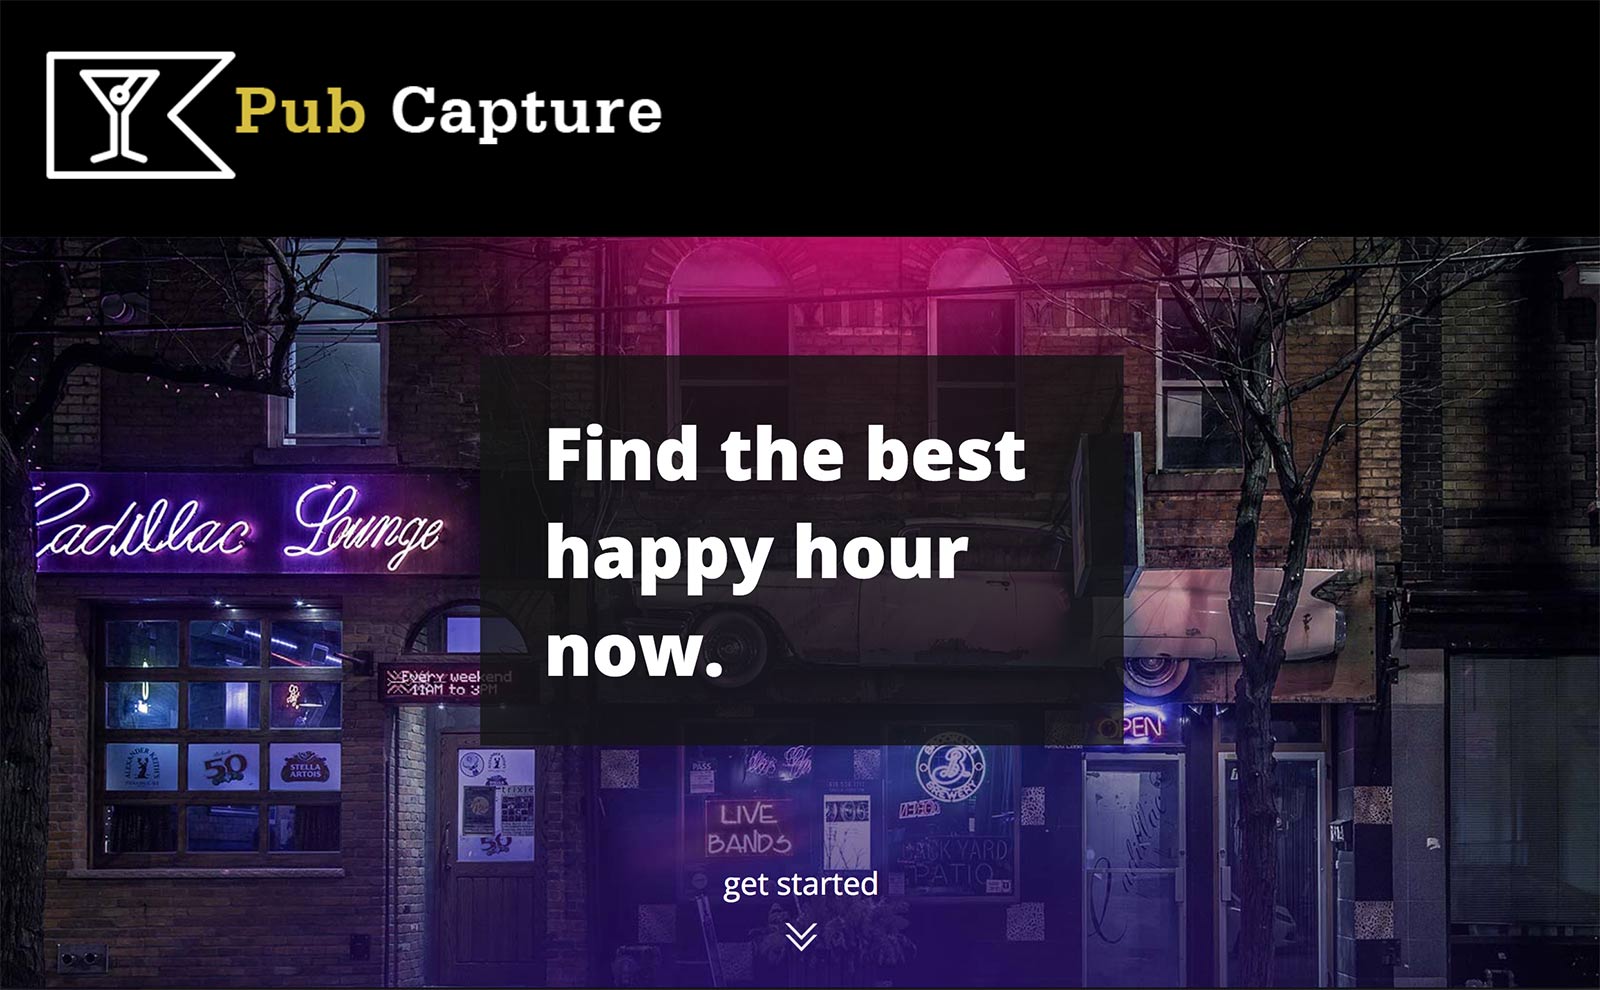 Pub Capture
Find the best
happy hour
now.
Cadillac Lounge
Every weekend
11AM to 3PM
OPEN
50
STELLA
ARTOIS
PASS
BROOKLYN
BREWERY
LIVE
BANDS
BACK YARD
PATIO
get started